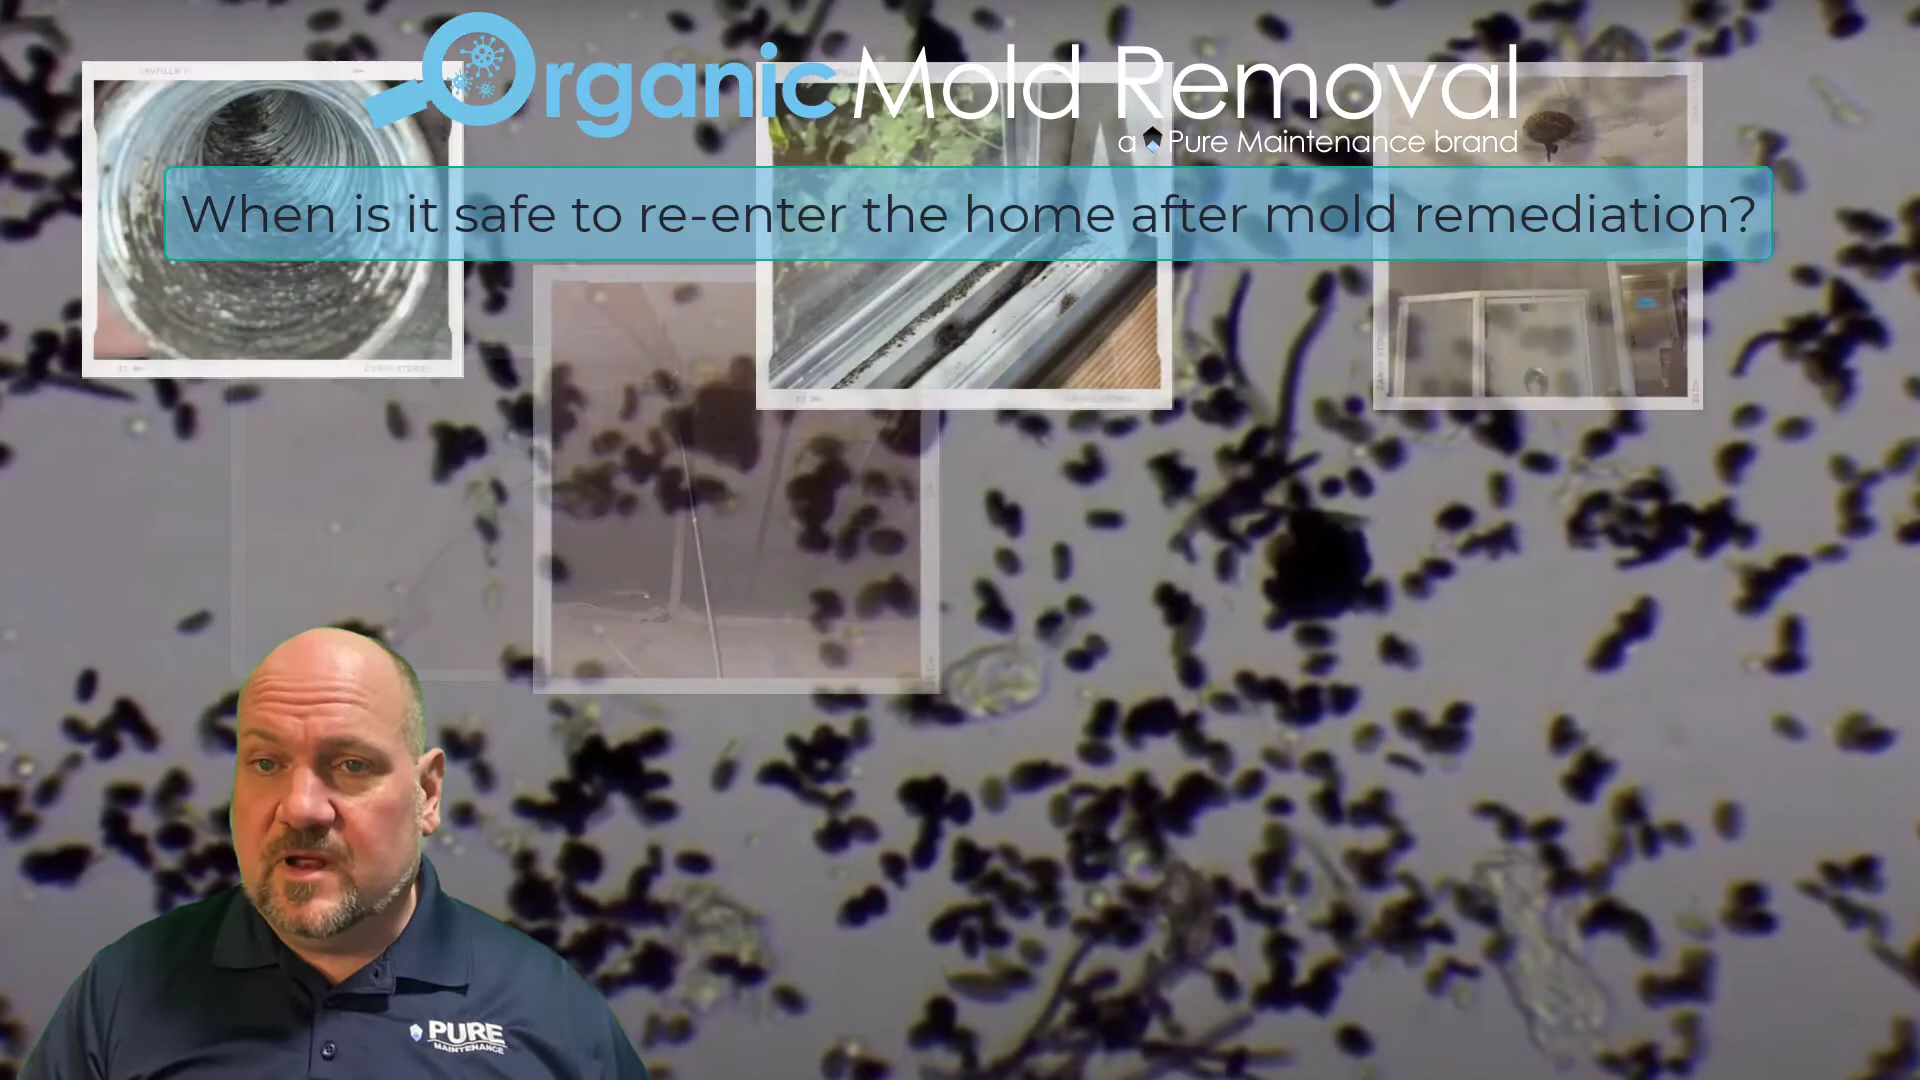 Organic Mold Removal
a Pure Maintenance brand
When is it safe to re-enter the home after mold remediation?
PURE
MAINTENANCE